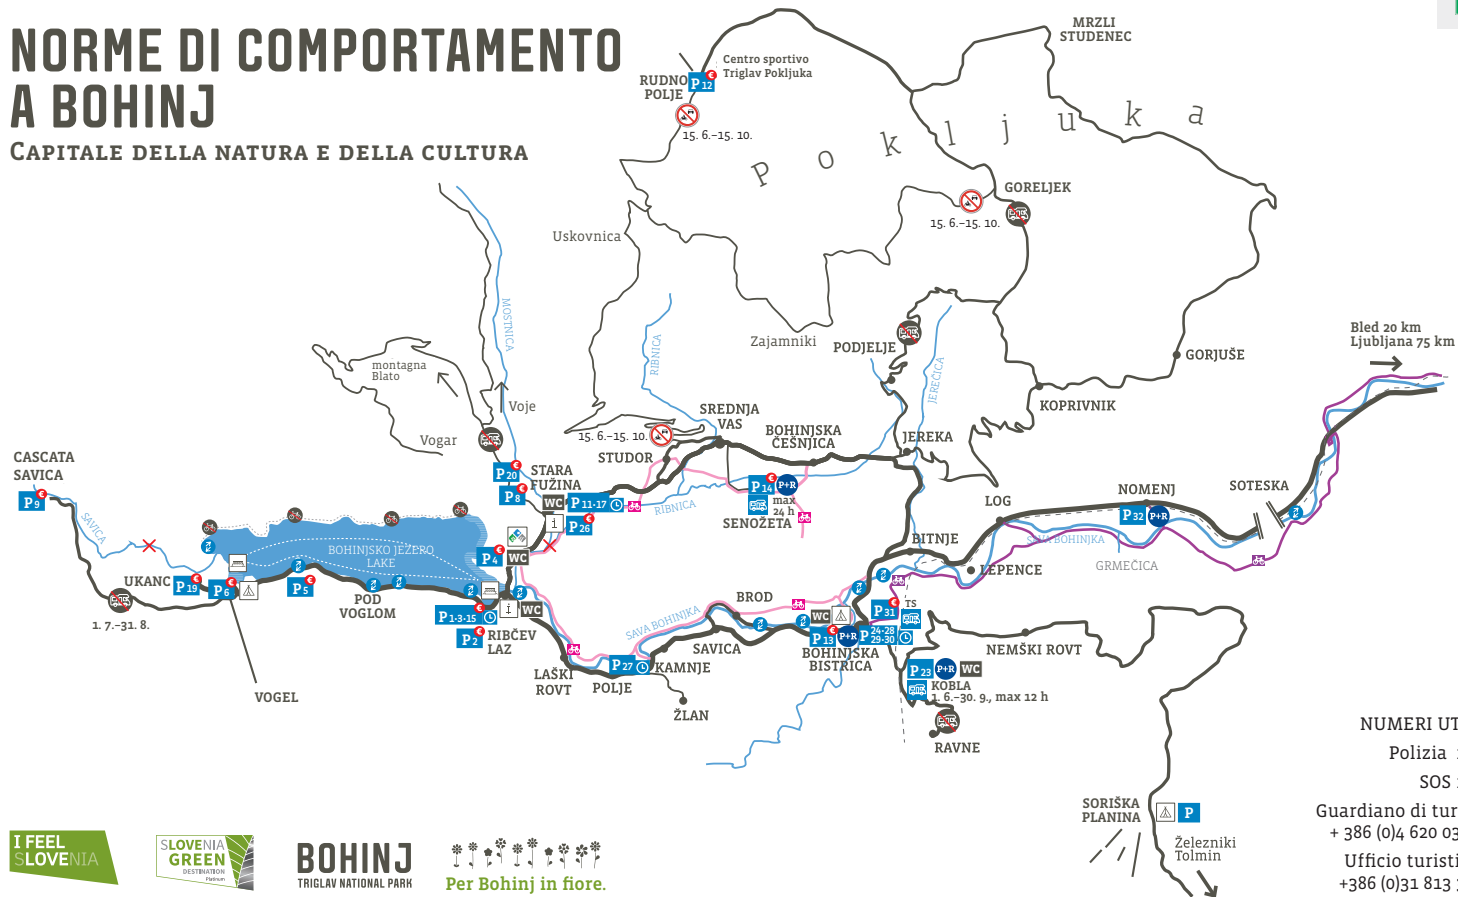 NORME DI COMPORTAMENTO
A BOHINJ
CAPITALE DELLA NATURA E DELLA CULTURA
MRZLI
STUDENEC
Centro sportivo
Triglav Pokljuka
RUDNO
POLJE
P12
€
15. 6.–15. 10.
Pokljuka
GORELJEK
15. 6.–15. 10.
Uskovnica
MOSTNICA
RIBNICA
Zajamniki
PODJELJE
JEREČICA
GORJUŠE
Bled 20 km
Ljubljana 75 km
montagna
Blato
Voje
Vogar
KOPRIVNIK
SREDNJA
VAS
BOHINJSKA
ČEŠNJICA
JEREKA
15. 6.–15. 10.
STUDOR
CASCATA
SAVICA
P9
€
SAVICA
P20
€
P8
€
STARA
FUŽINA
WC
P11-17
P26
€
i
RIBNICA
P14
€
P+R
max
24 h
SENOŽETA
LOG
NOMENJ
P32
P+R
SOTESKA
BITNJE
SAVA BOHINJKA
GRMEČICA
LEPENCE
BOHINJSKO JEZERO
LAKE
P4
€
WC
UKANC
P19
€
P6
€
P5
€
POD
VOGLOM
1. 7.–31. 8.
P1-3-15
€
i
WC
P2
€
RIBČEV
LAZ
VOGEL
LAŠKI
ROVT
POLJE
P27
KAMNJE
ŽLAN
SAVA BOHINJKA
SAVICA
BROD
WC
P13
€
P+R
BOHINJSKA
BISTRICA
P31
€
TS
P24-28
29-30
P23
P+R
WC
KOBLA
1. 6.–30. 9., max 12 h
RAVNE
NEMŠKI ROVT
SORIŠKA
PLANINA
P
Železniki
Tolmin
NUMERI UT
Polizia
SOS
Guardiano di tur
+ 386 (0)4 620 03
Ufficio turisti
+386 (0)31 813
I FEEL
SLOVENIA
SLOVENIA
GREEN
DESTINATION
Platinum
BOHINJ
TRIGLAV NATIONAL PARK
Per Bohinj in fiore.